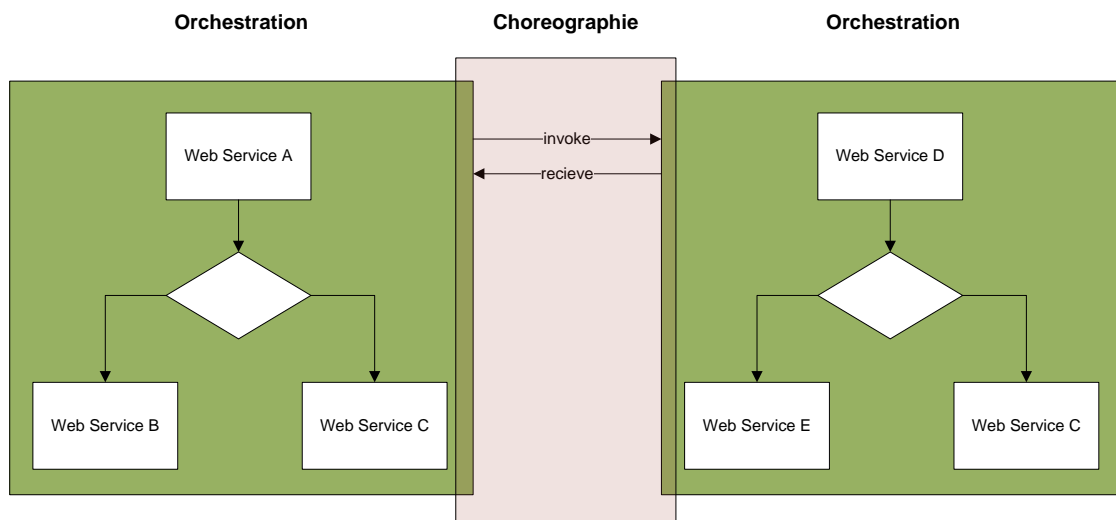 Orchestration
Choreographie
Orchestration
invoke
recieve
Web Service A
Web Service D
Web Service B
Web Service C
Web Service E
Web Service C